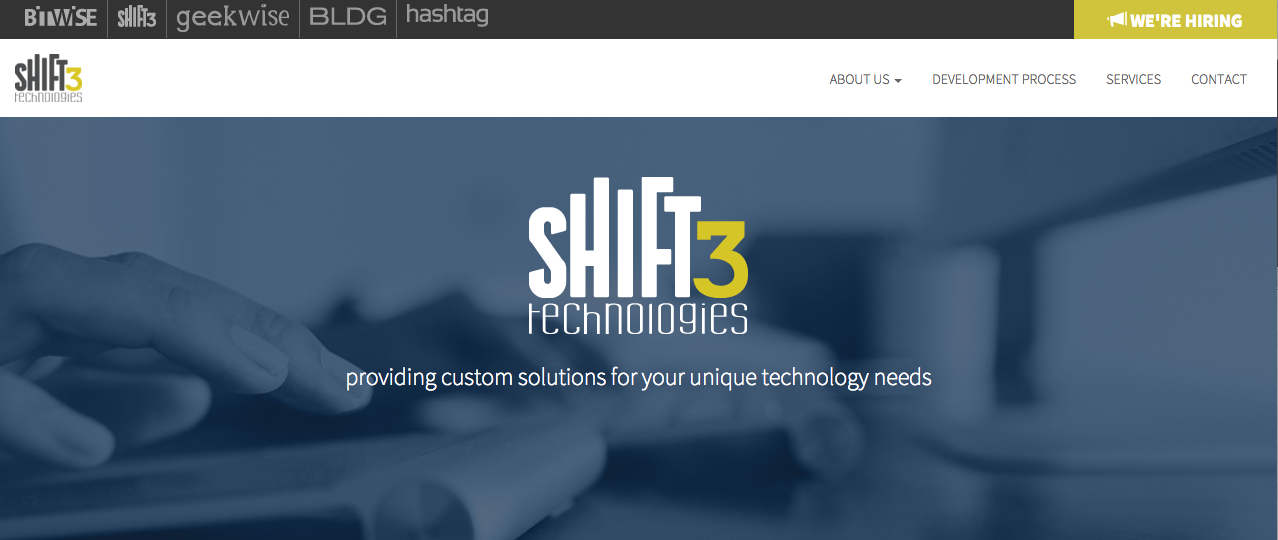 BitWISE SHIFT3 geekwise BLDG hashtag WE'RE HIRING
SHIFT3
technologies
ABOUT US DEVELOPMENT PROCESS SERVICES CONTACT
SHIFT3
technologies
providing custom solutions for your unique technology needs